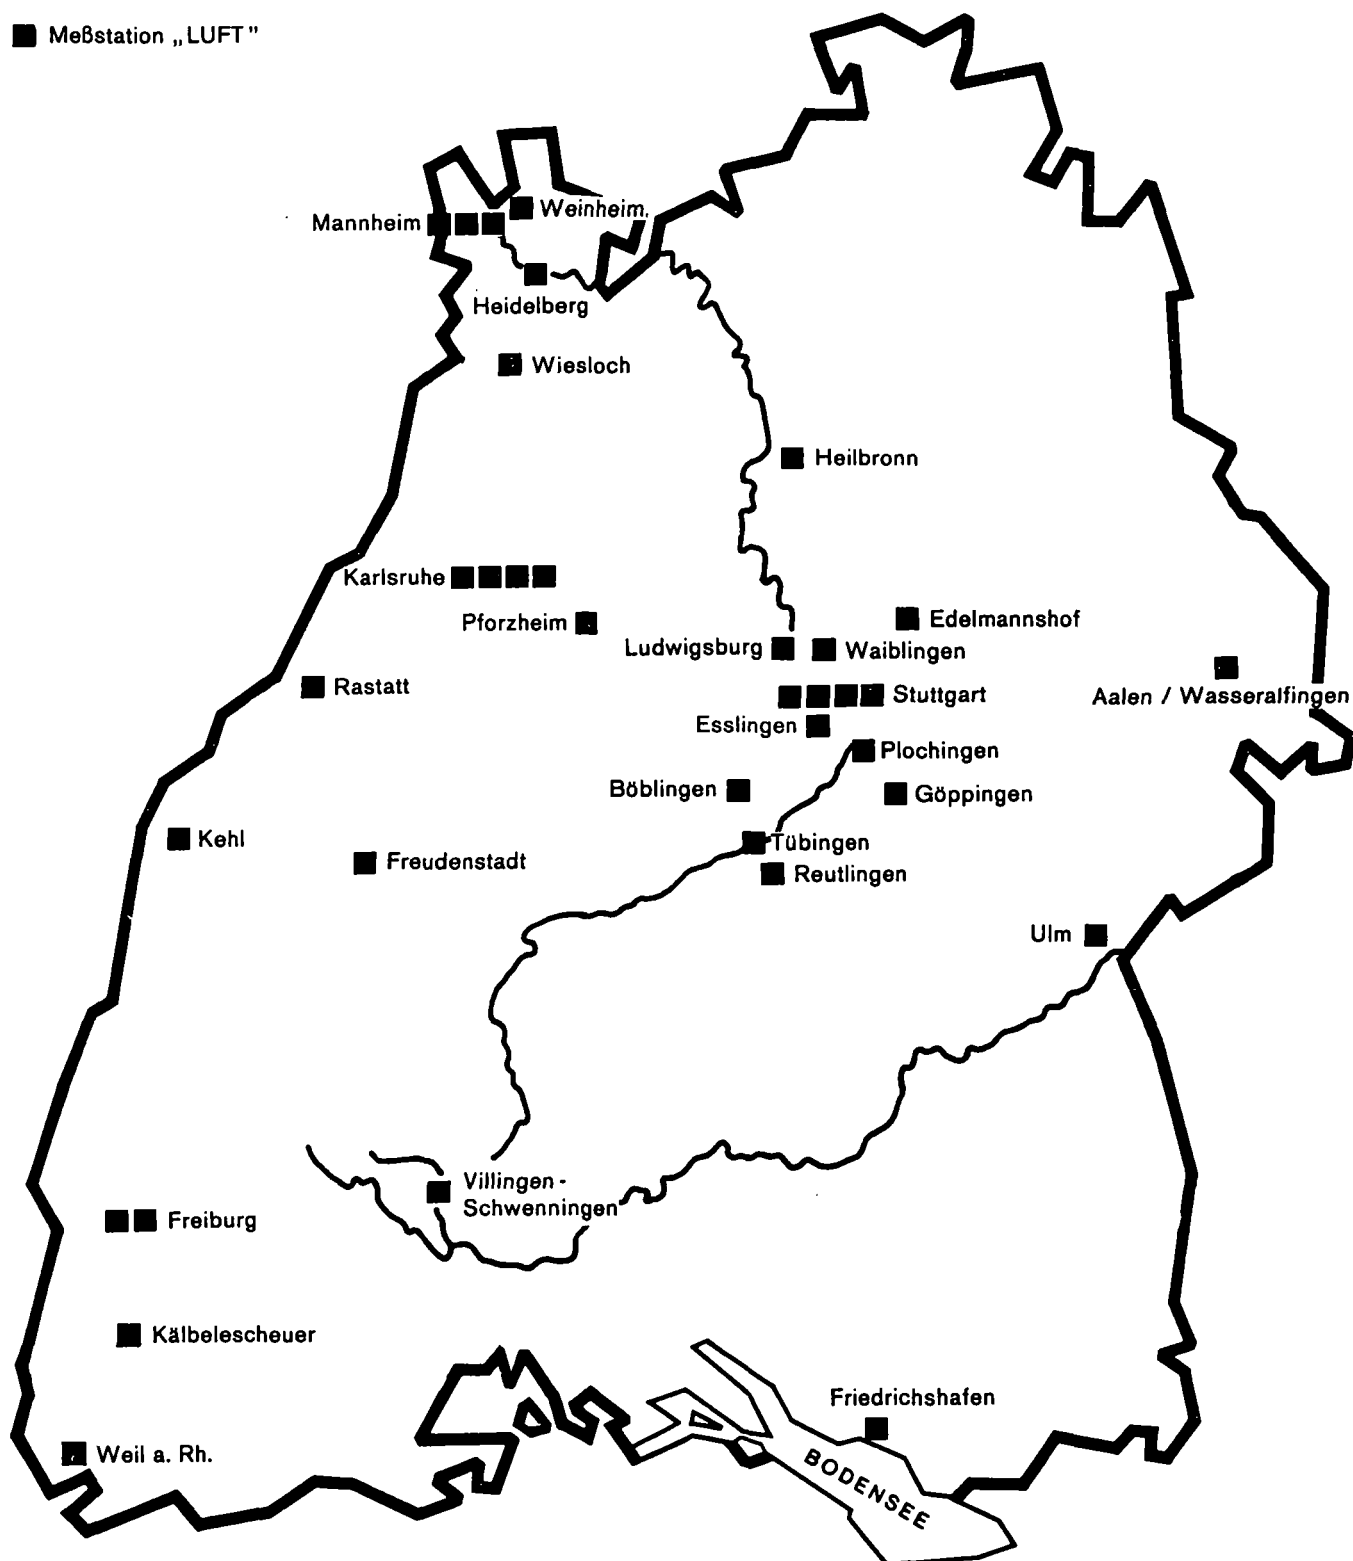 Meßstation „LUFT"
Weinheim
Mannheim
Heidelberg
Wiesloch
Heilbronn
Karlsruhe
Pforzheim
Edelmannshof
Ludwigsburg
Waiblingen
Rastatt
Stuttgart
Aalen / Wasseralfingen
Esslingen
Plochingen
Böblingen
Göppingen
Kehl
Tübingen
Freudenstadt
Reutlingen
Ulm
Villingen-
Schwenningen
Freiburg
Kälbelescheuer
Friedrichshafen
Weil a. Rh.
BODENSEE